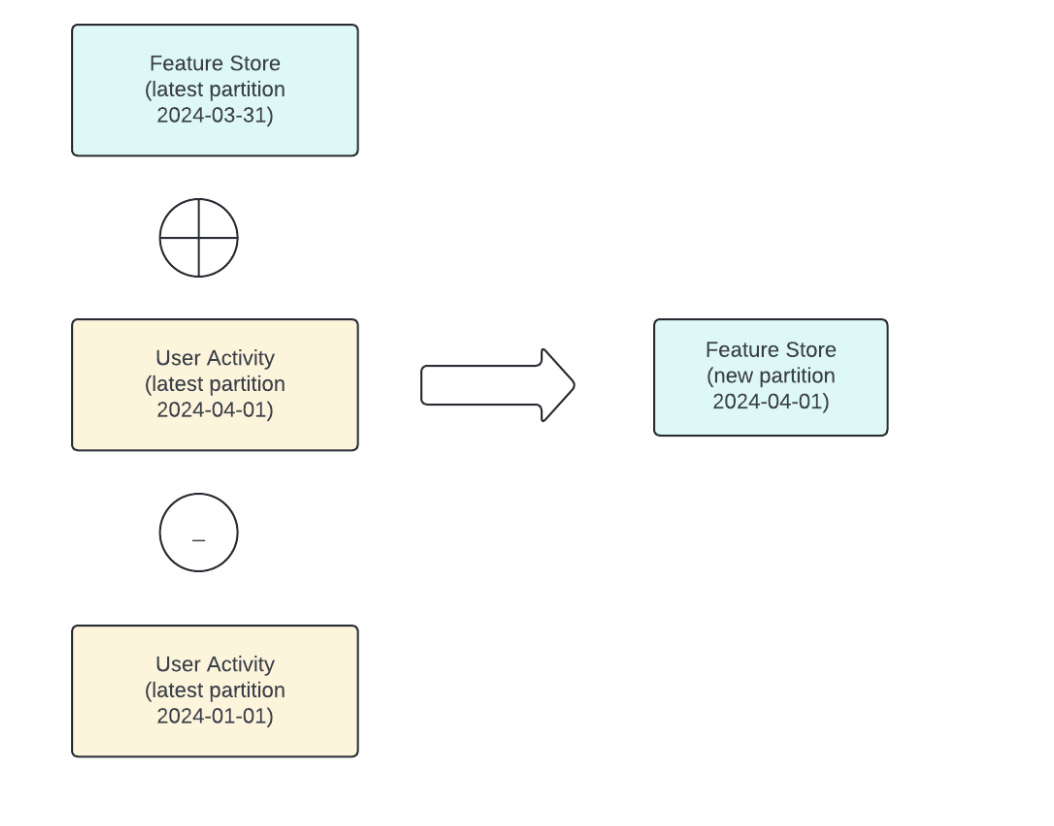 Feature Store
(latest partition
2024-03-31)
User Activity
(latest partition
2024-04-01)
Feature Store
(new partition
2024-04-01)
_
User Activity
(latest partition
2024-01-01)